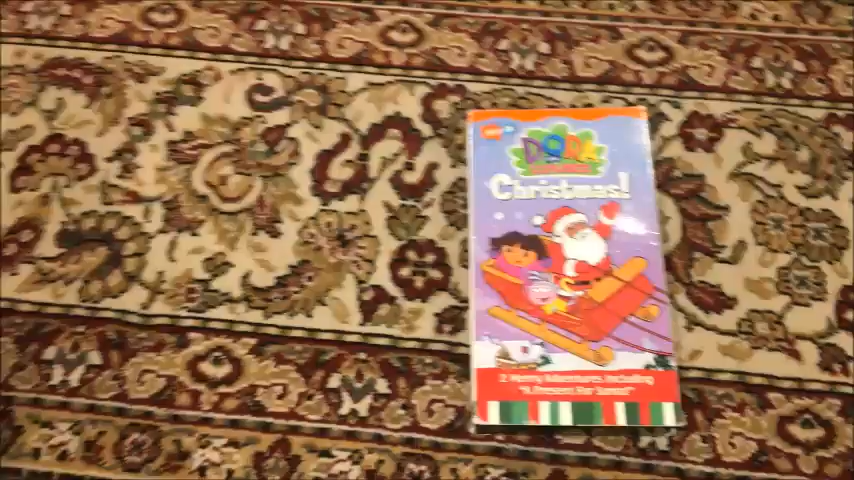 DORA
Christmas!
2 Merry Adventures Including
"A Present For Santa"